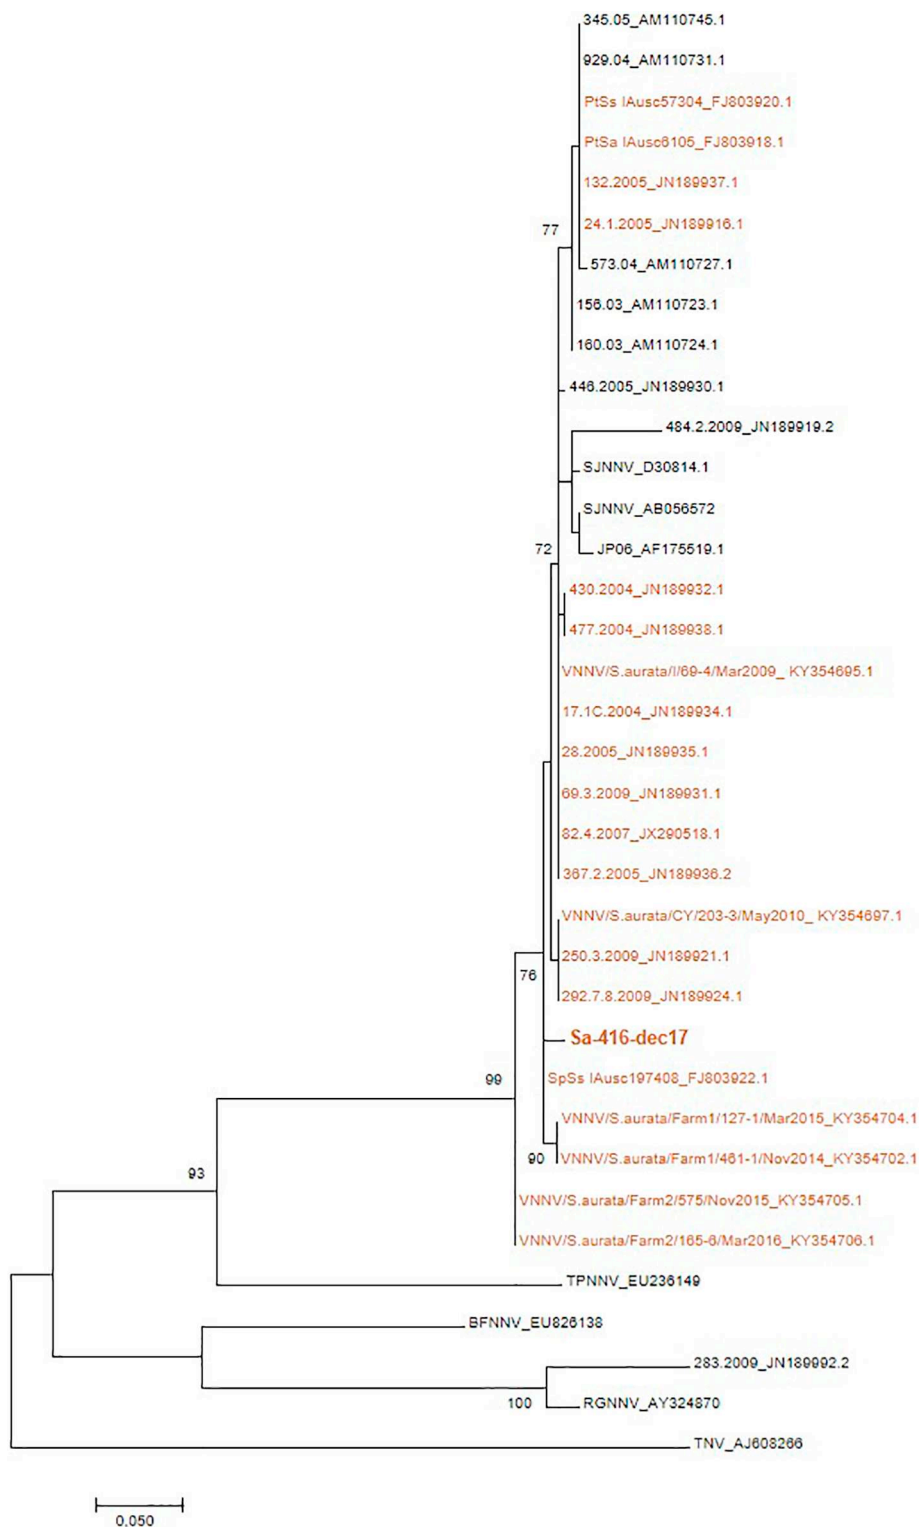 345.05_AM110745.1
929.04_AM110731.1
PtSs IAusc57304_FJ803920.1
PtSa IAusc6105_FJ803918.1
132.2005_JN189937.1
24.1.2005_JN189916.1
77
573.04_AM110727.1
156.03_AM110723.1
160.03_AM110724.1
446.2005_JN189930.1
484.2.2009_JN189919.2
SJNNV_D30814.1
SJNNV_AB056572
72
JP06_AF175519.1
430.2004_JN189932.1
477.2004_JN189938.1
VNNV/S.aurata/I/69-4/Mar2009_ KY354695.1
17.1C.2004_JN189934.1
28.2005_JN189935.1
69.3.2009_JN189931.1
82.4.2007_JX290518.1
367.2.2005_JN189936.2
VNNV/S.aurata/CY/203-3/May2010_ KY354697.1
250.3.2009_JN189921.1
76
292.7.8.2009_JN189924.1
Sa-416-dec17
99
SpSs IAusc197408_FJ803922.1
VNNV/S.aurata/Farm1/127-1/Mar2015_KY354704.1
90
VNNV/S.aurata/Farm1/461-1/Nov2014_KY354702.1
93
VNNV/S.aurata/Farm2/575/Nov2015_KY354705.1
VNNV/S.aurata/Farm2/165-6/Mar2016_KY354706.1
TPNNV_EU236149
BFNNV_EU826138
283.2009_JN189992.2
100
RGNNV_AY324870
TNV_AJ608266
0.050